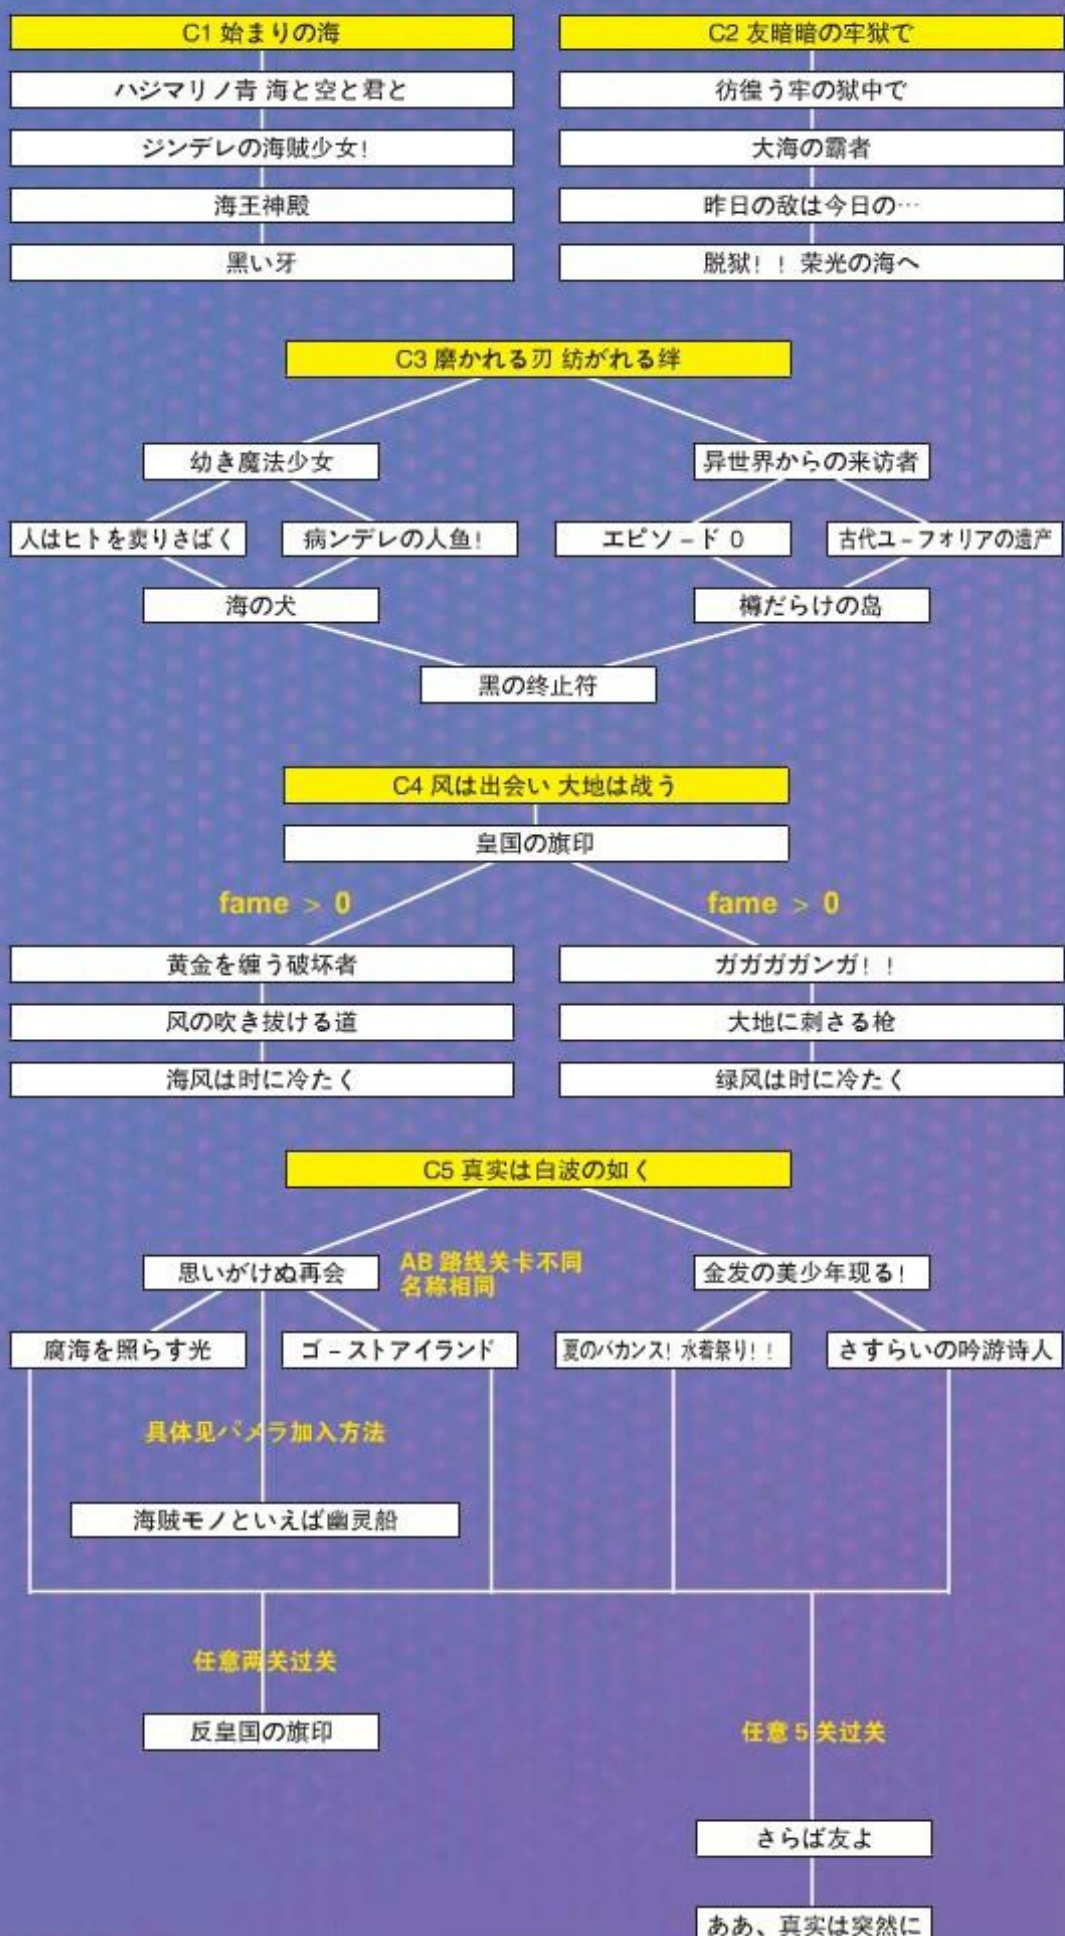 C1 始まりの海
ハジマリノ青 海と空と君と
ジンデレの海賊少女!
海王神殿
黒い牙
C2 友暗暗の牢獄で
彷徨う牢の獄中で
大海の霸者
昨日の敌は今日の…
脱獄！！荣光の海へ
C3 磨かれる刃 纺がれる绊
幼き魔法少女
异世界からの来访者
人はヒトを卖りさばく
病ンデレの人鱼!
エピソ－ド 0
古代ユ－フォリアの遗产
海の犬
樽だらけの岛
黑の终止符
C4 风は出会い 大地は战う
皇国の旗印
fame > 0
fame > 0
黄金を缠う破坏者
风の吹き拔ける道
海风は时に冷たく
ガガガガンガ！！
大地に刺さる枪
绿风は时に冷たく
C5 真实は白波の如く
思いがけぬ再会
AB 路线关卡不同
名称相同
金发の美少年现る!
腐海を照らす光
ゴ－ストアイランド
夏のバカンス! 水着祭り！！
さすらいの吟游诗人
具体见パメラ加入方法
海贼モノといえば幽灵船
任意两关过关
反皇国の旗印
任意 5 关过关
さらば友よ
ああ、真实は突然に